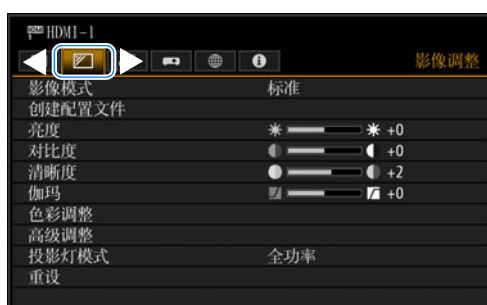 HDMI-1
影像调整
影像模式 标准
创建配置文件
亮度 +0
对比度 +0
清晰度 +2
伽玛 +0
色彩调整
高级调整
投影灯模式 全功率
重设